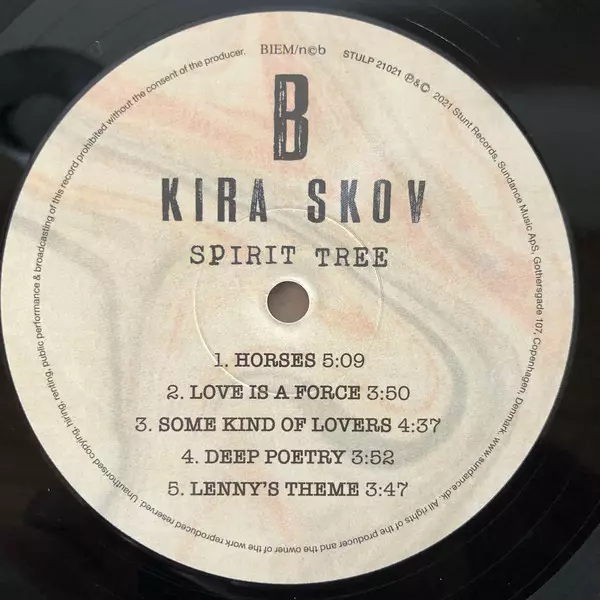 B
KIRA SKOV
SPIRIT TREE
1. HORSES 5:09
2. LOVE IS A FORCE 3:50
3. SOME KIND OF LOVERS 4:37
4. DEEP POETRY 3:52
5. LENNY'S THEME 3:47
BIEM/n©b
STULP 21021 ℗&© 2021 Stunt Records, Sundance Music ApS, Gothersgade 107, Copenhagen, Denmark. www.sundance.dk. All rights of the producer and the owner of the work reproduced reserved. Unauthorised copying, hiring, renting, public performance & broadcasting of this record prohibited without the consent of the producer.